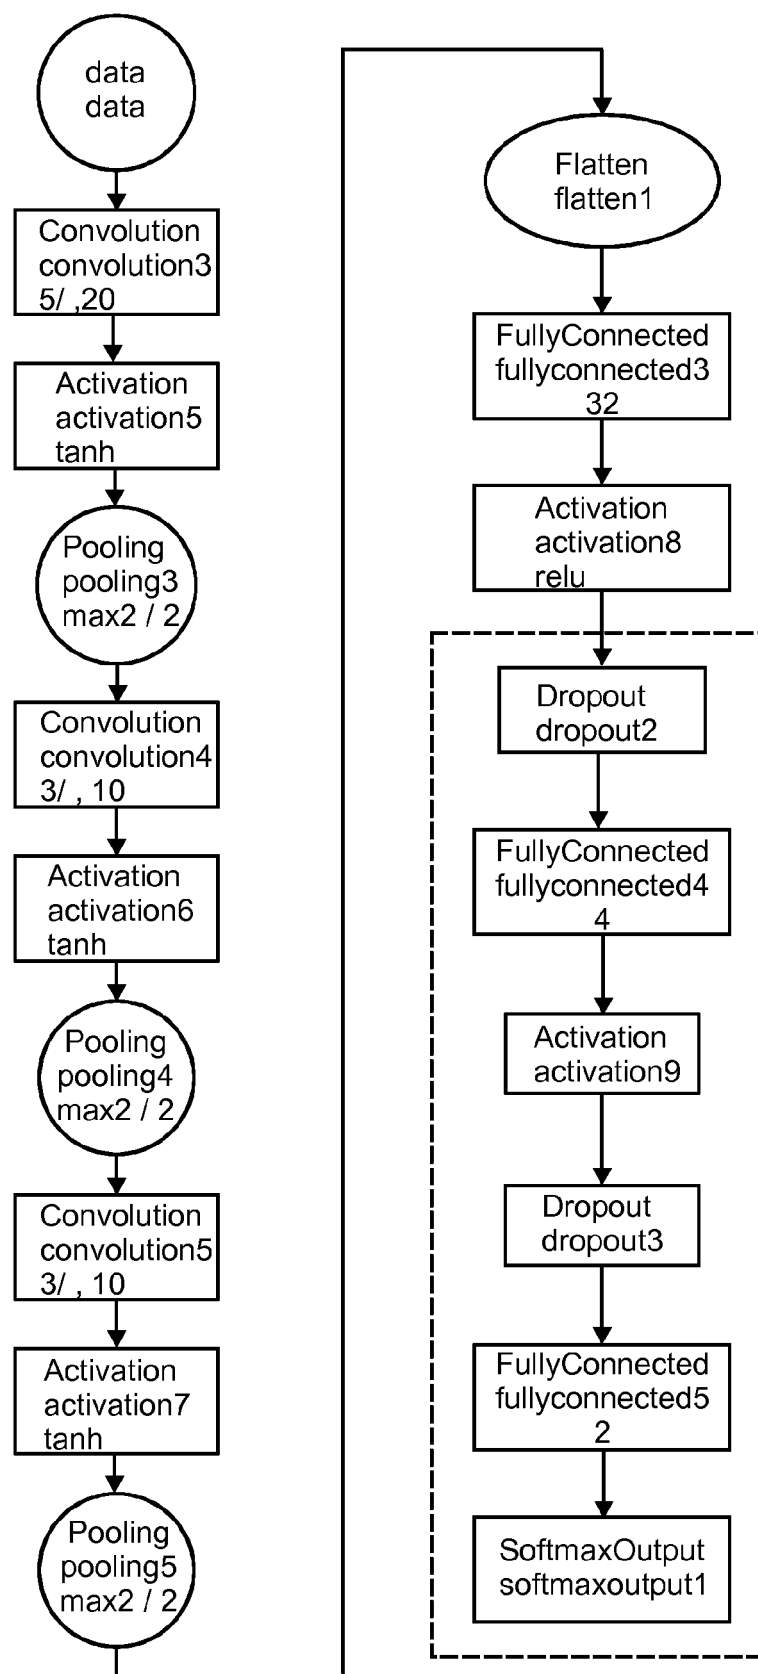 data
data
Convolution
convolution3
5/ ,20
Activation
activation5
tanh
Pooling
pooling3
max2 / 2
Convolution
convolution4
3/ , 10
Activation
activation6
tanh
Pooling
pooling4
max2 / 2
Convolution
convolution5
3/ , 10
Activation
activation7
tanh
Pooling
pooling5
max2 / 2
Flatten
flatten1
FullyConnected
fullyconnected3
32
Activation
activation8
relu
Dropout
dropout2
FullyConnected
fullyconnected4
4
Activation
activation9
Dropout
dropout3
FullyConnected
fullyconnected5
2
SoftmaxOutput
softmaxoutput1